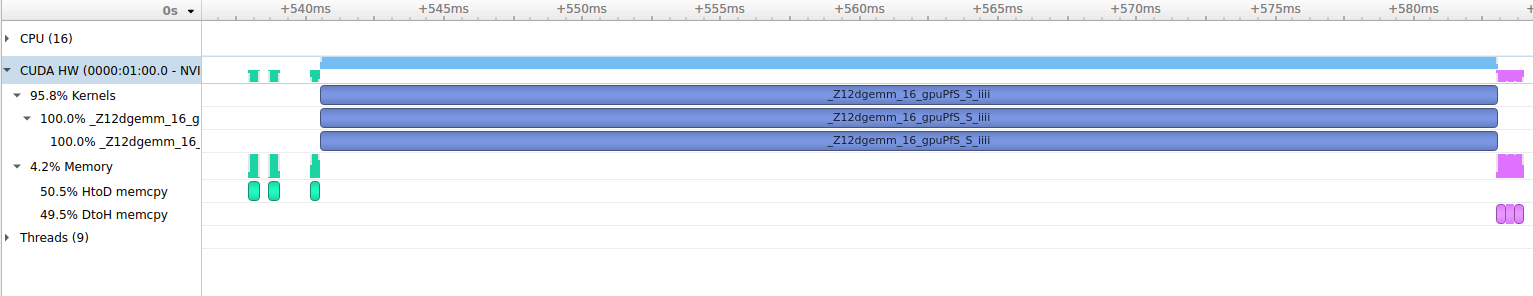 0s +540ms +545ms +550ms +555ms +560ms +565ms +570ms +575ms +580ms +
CPU (16)
CUDA HW (0000:01:00.0 - NVI
95.8% Kernels _Z12dgemm_16_gpuPfS_S_iiii
100.0% _Z12dgemm_16_g _Z12dgemm_16_gpuPfS_S_iiii
100.0% _Z12dgemm_16_ _Z12dgemm_16_gpuPfS_S_iiii
4.2% Memory
50.5% HtoD memcpy
49.5% DtoH memcpy
Threads (9)